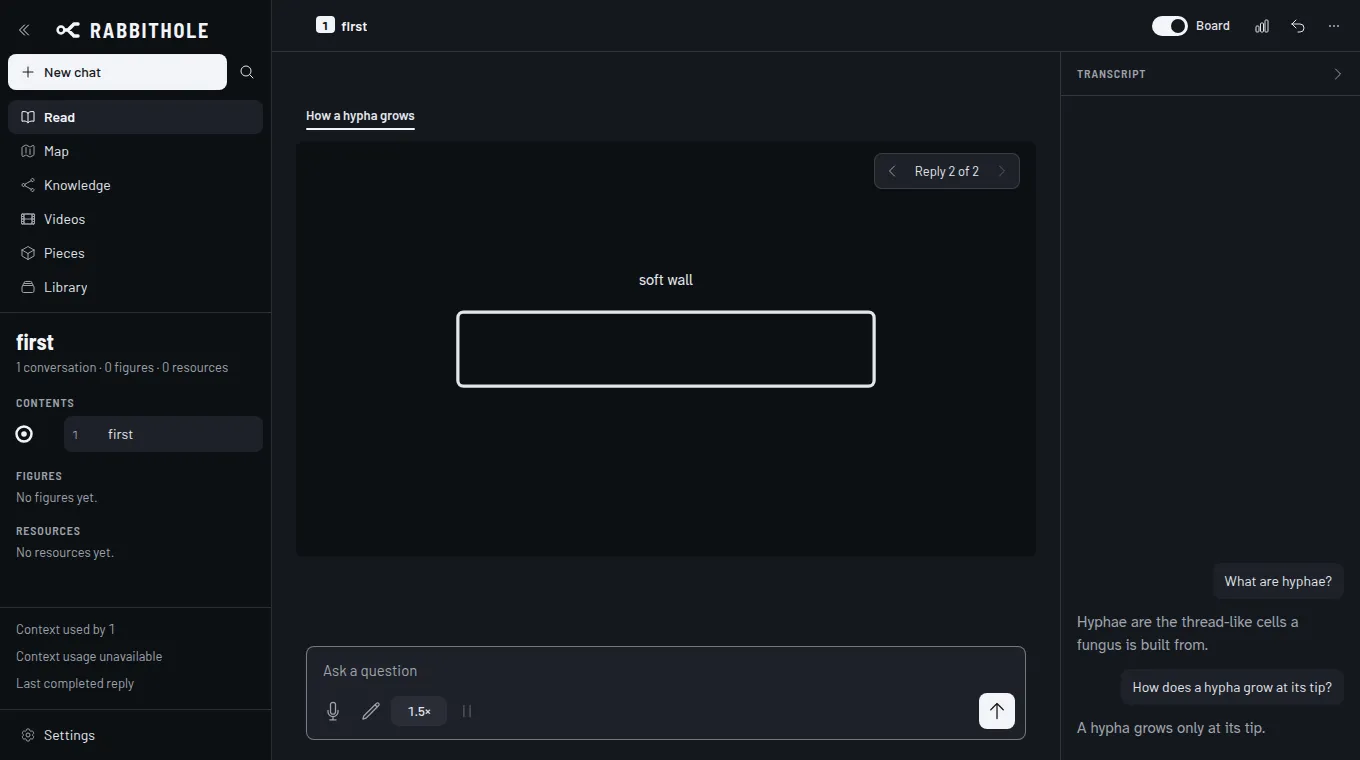 RABBITHOLE
New chat
Read
Map
Knowledge
Videos
Pieces
Library
first
1 conversation · 0 figures · 0 resources
CONTENTS
1 first
FIGURES
No figures yet.
RESOURCES
No resources yet.
Context used by 1
Context usage unavailable
Last completed reply
Settings
1 first
Board
How a hypha grows
Reply 2 of 2
soft wall
Ask a question
1.5×
TRANSCRIPT
What are hyphae?
Hyphae are the thread-like cells a
fungus is built from.
How does a hypha grow at its tip?
A hypha grows only at its tip.